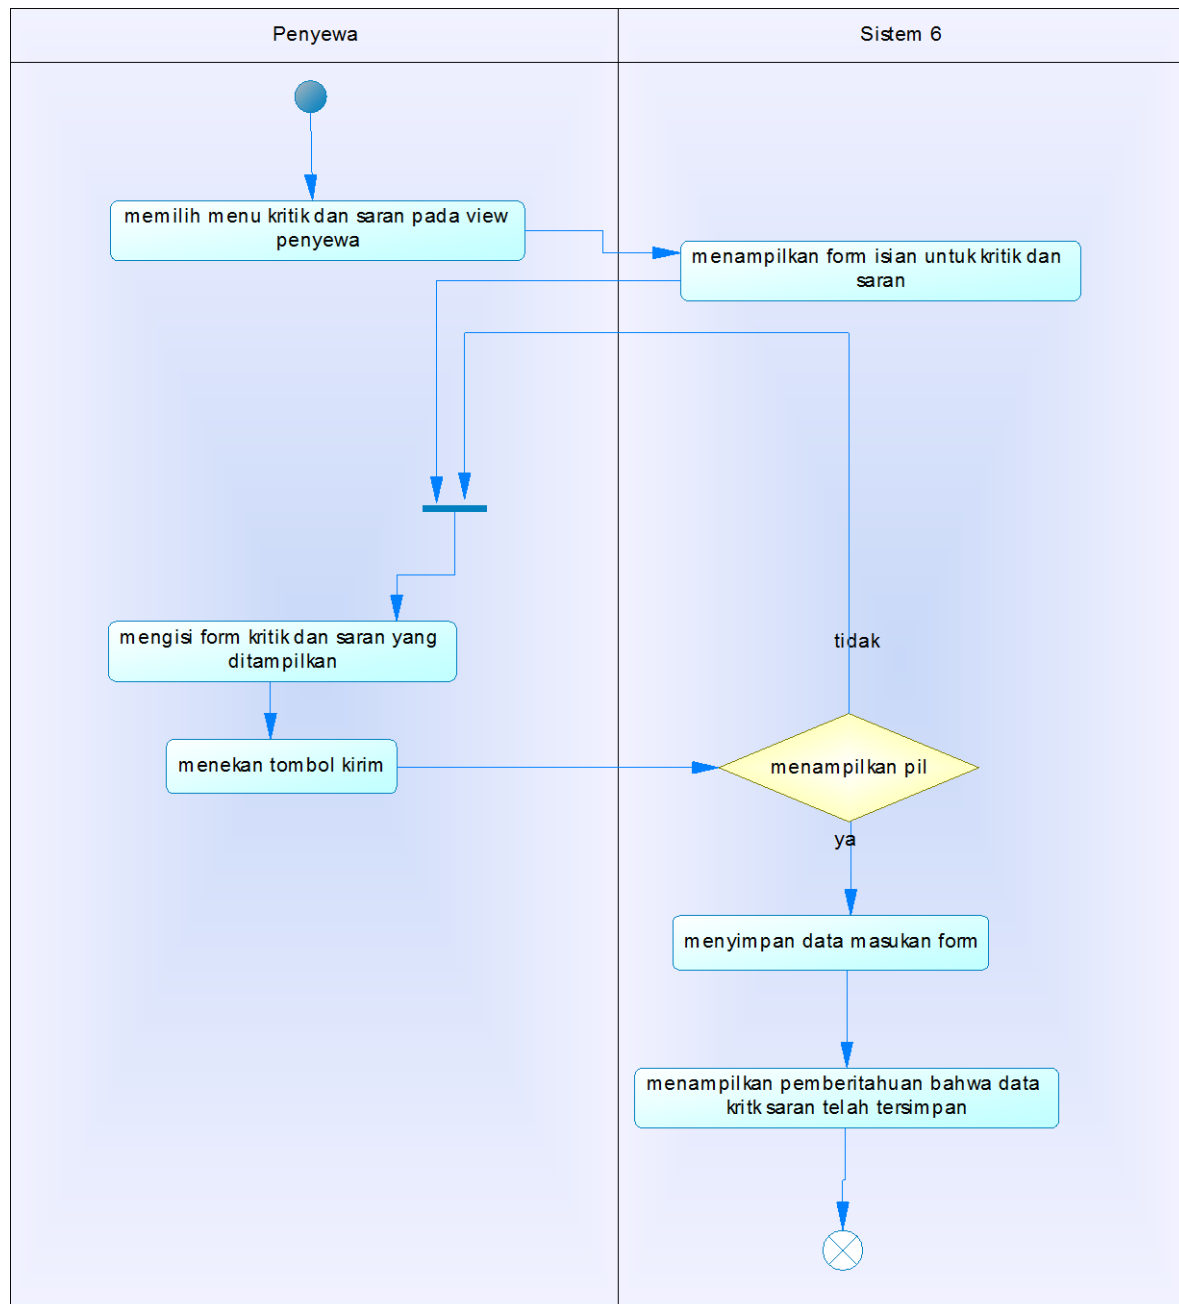 Penyewa
Sistem 6
memilih menu kritik dan saran pada view
penyewa
menampilkan form isian untuk kritik dan
saran
mengisi form kritik dan saran yang
ditampilkan
tidak
menekan tombol kirim
menampilkan pil
ya
menyimpan data masukan form
menampilkan pemberitahuan bahwa data
kritk saran telah tersimpan